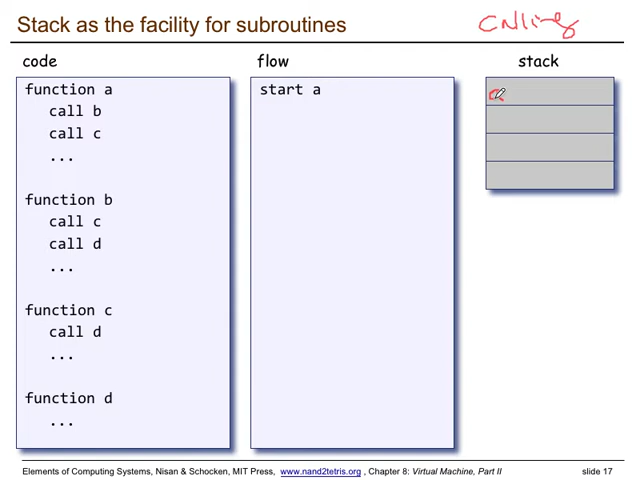 Stack as the facility for subroutines
calling
code
flow
stack
function a
call b
call c
...
function b
call c
call d
...
function c
call d
...
function d
...
start a
a
Elements of Computing Systems, Nisan & Schocken, MIT Press, www.nand2tetris.org , Chapter 8: Virtual Machine, Part II
slide 17